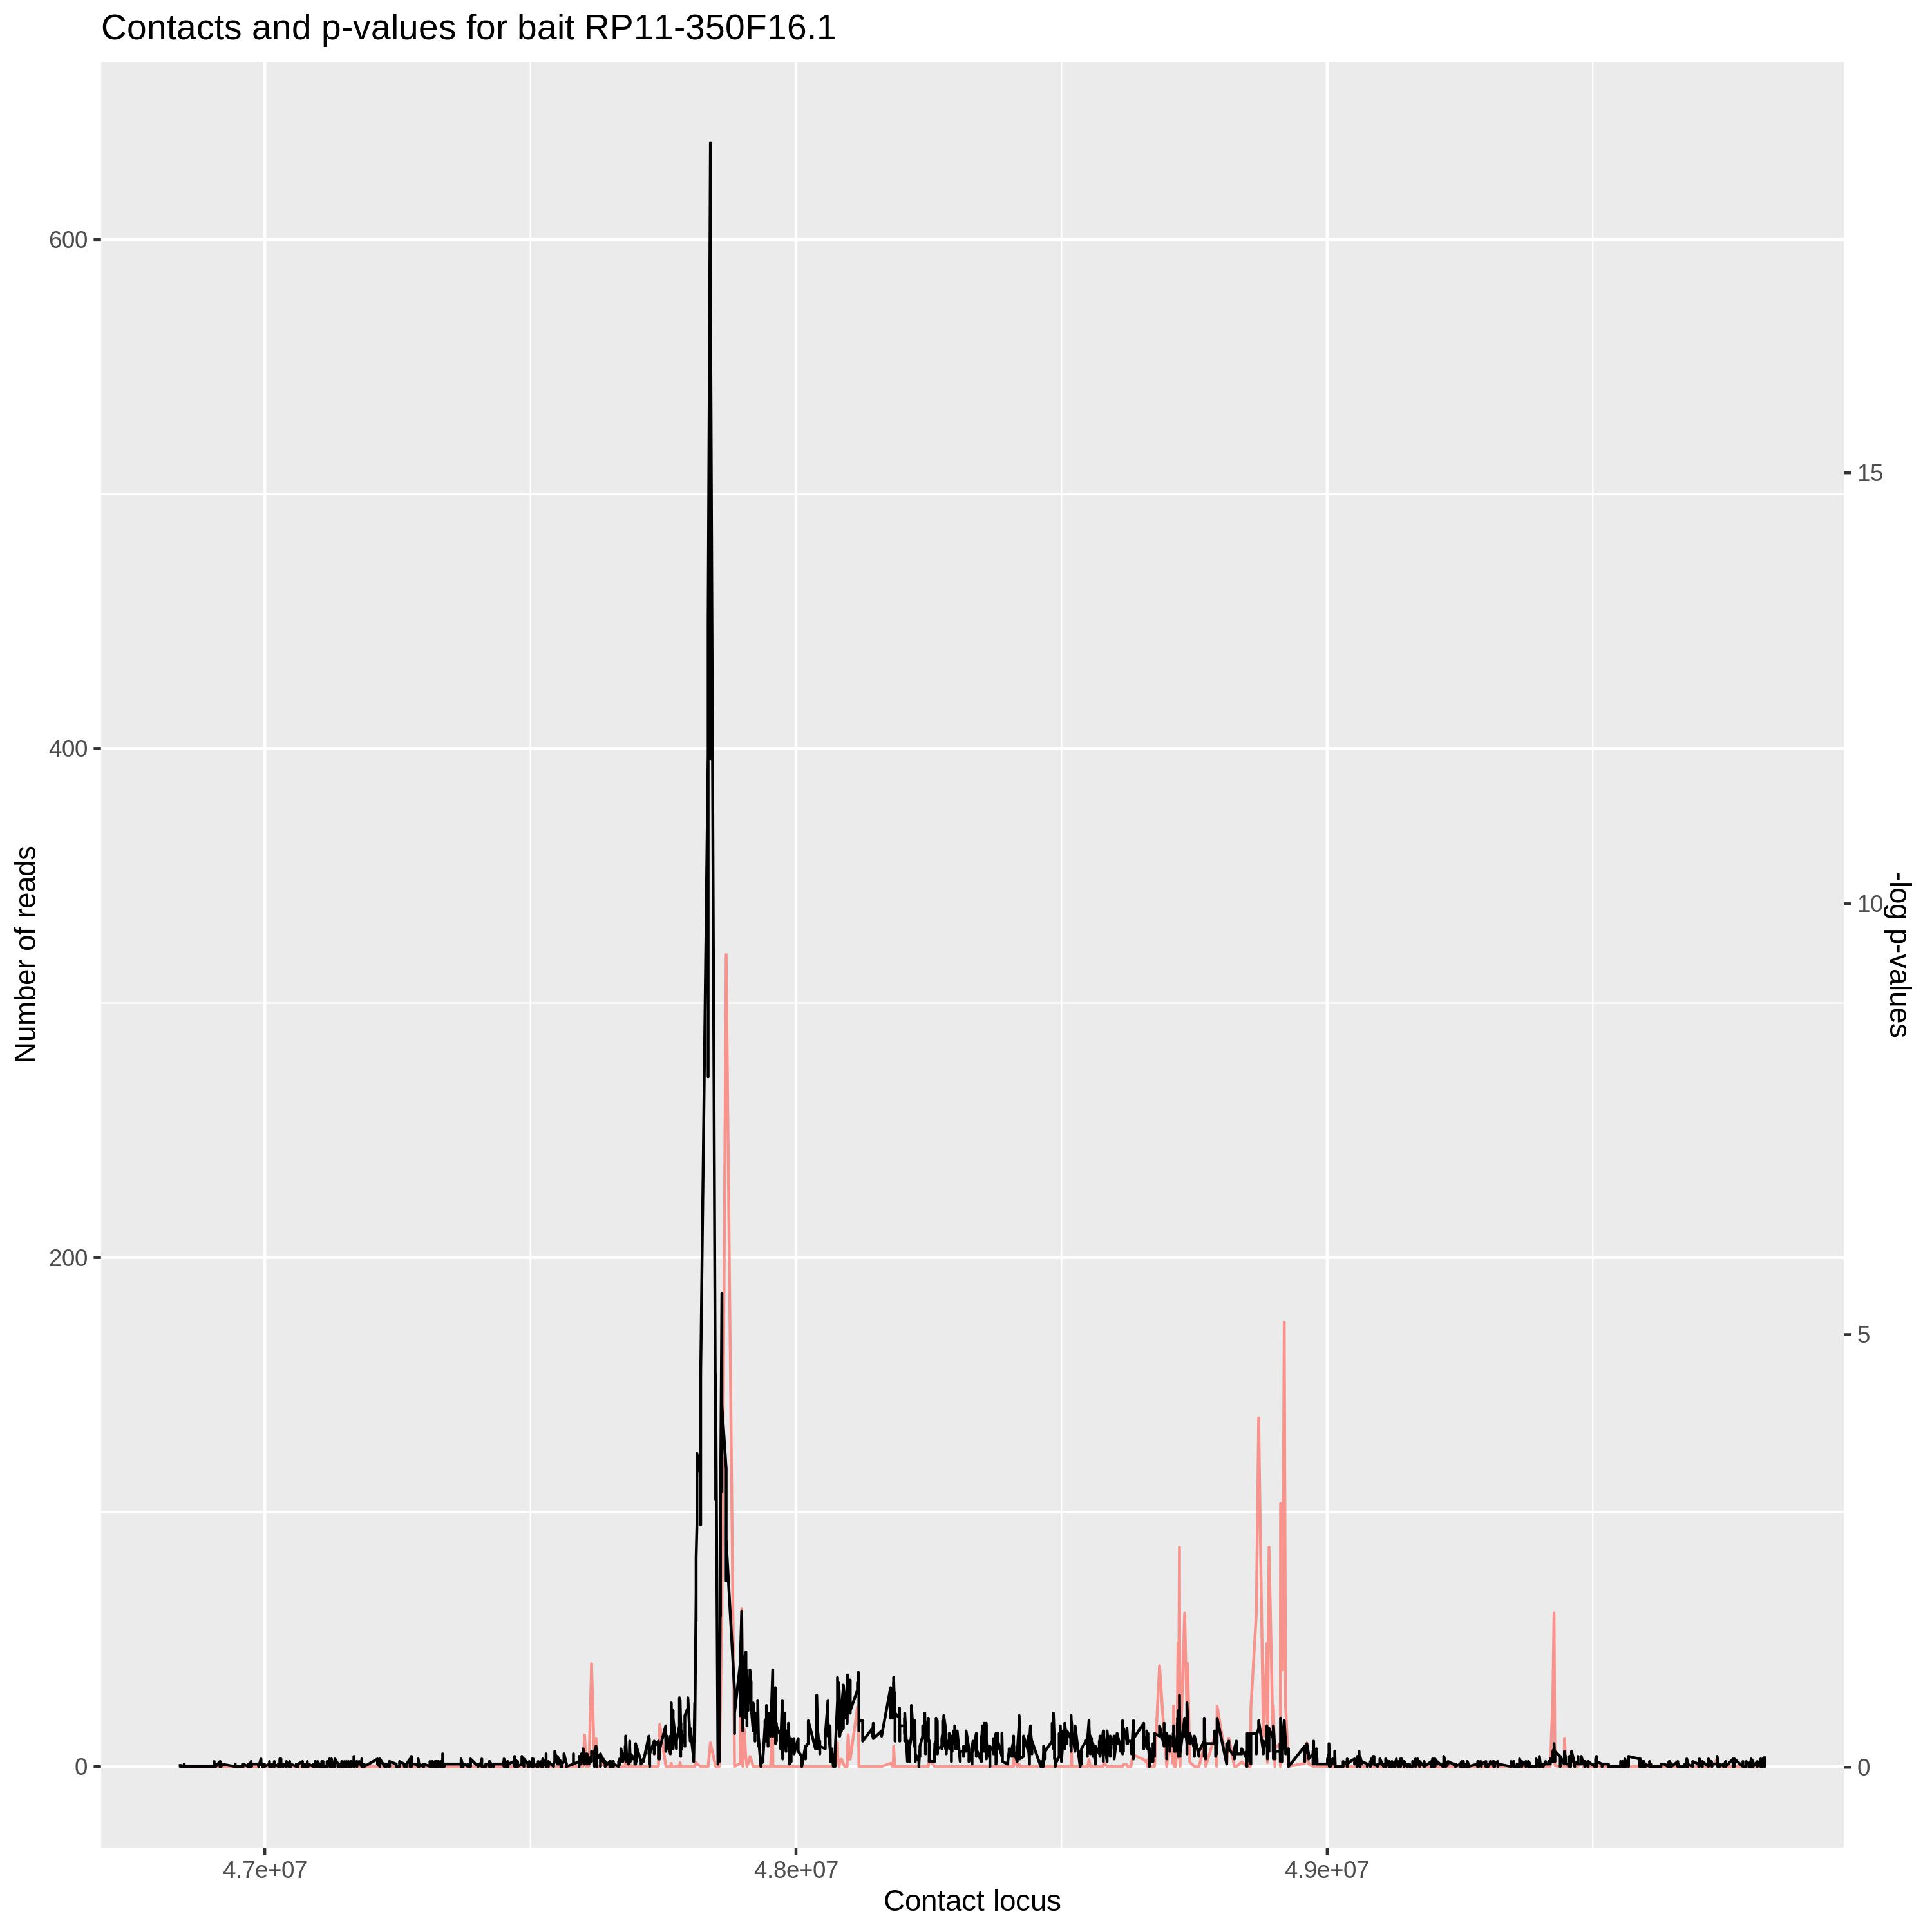 Contacts and p-values for bait RP11-350F16.1
600
400
200
0
Number of reads
15
10
5
0
-log p-values
4.7e+07
4.8e+07
4.9e+07
Contact locus